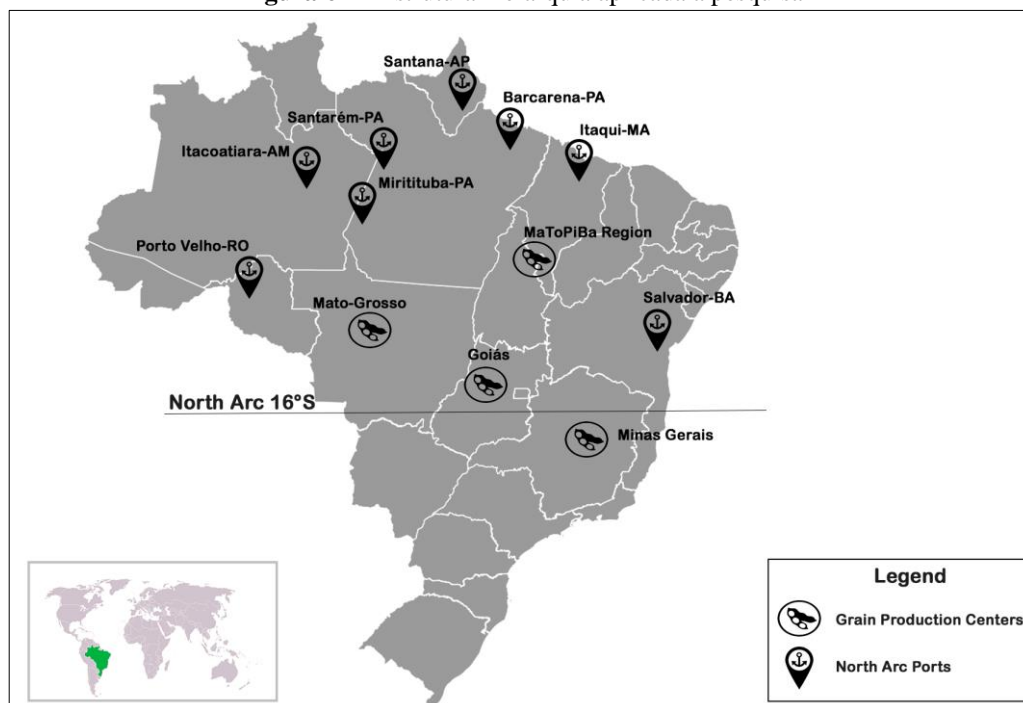 Santana-AP
Barcarena-PA
Santarém-PA
Itaqui-MA
Itacoatiara-AM
Miritituba-PA
MaToPiBa Region
Porto Velho-RO
Mato-Grosso
Salvador-BA
Goiás
North Arc 16°S
Minas Gerais
Legend
Grain Production Centers
North Arc Ports